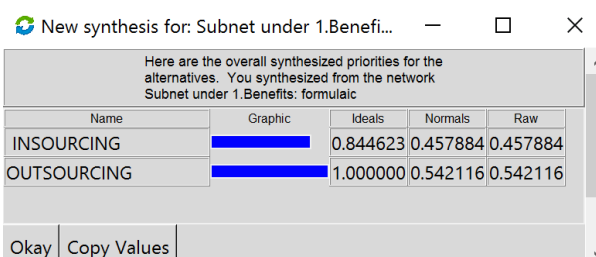 New synthesis for: Subnet under 1.Benefi...
Here are the overall synthesized priorities for the
alternatives. You synthesized from the network
Subnet under 1.Benefits: formulaic
Name Graphic Ideals Normals Raw
INSOURCING 0.844623 0.457884 0.457884
OUTSOURCING 1.000000 0.542116 0.542116
Okay Copy Values